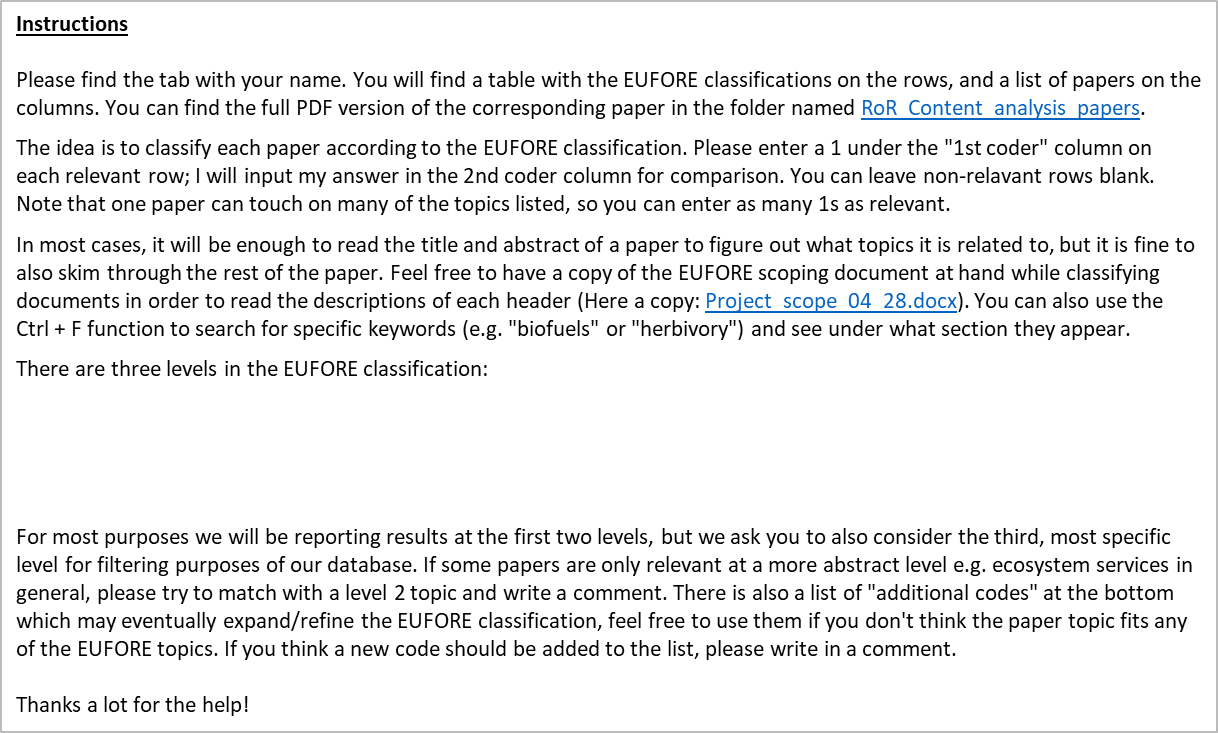 Instructions
Please find the tab with your name. You will find a table with the EUFORE classifications on the rows, and a list of papers on the
columns. You can find the full PDF version of the corresponding paper in the folder named RoR_Content_analysis_papers.
The idea is to classify each paper according to the EUFORE classification. Please enter a 1 under the "1st coder" column on
each relevant row; I will input my answer in the 2nd coder column for comparison. You can leave non-relavant rows blank.
Note that one paper can touch on many of the topics listed, so you can enter as many 1s as relevant.
In most cases, it will be enough to read the title and abstract of a paper to figure out what topics it is related to, but it is fine to
also skim through the rest of the paper. Feel free to have a copy of the EUFORE scoping document at hand while classifying
documents in order to read the descriptions of each header (Here a copy: Project_scope_04_28.docx). You can also use the
Ctrl + F function to search for specific keywords (e.g. "biofuels" or "herbivory") and see under what section they appear.
There are three levels in the EUFORE classification:
For most purposes we will be reporting results at the first two levels, but we ask you to also consider the third, most specific
level for filtering purposes of our database. If some papers are only relevant at a more abstract level e.g. ecosystem services in
general, please try to match with a level 2 topic and write a comment. There is also a list of "additional codes" at the bottom
which may eventually expand/refine the EUFORE classification, feel free to use them if you don't think the paper topic fits any
of the EUFORE topics. If you think a new code should be added to the list, please write in a comment.
Thanks a lot for the help!